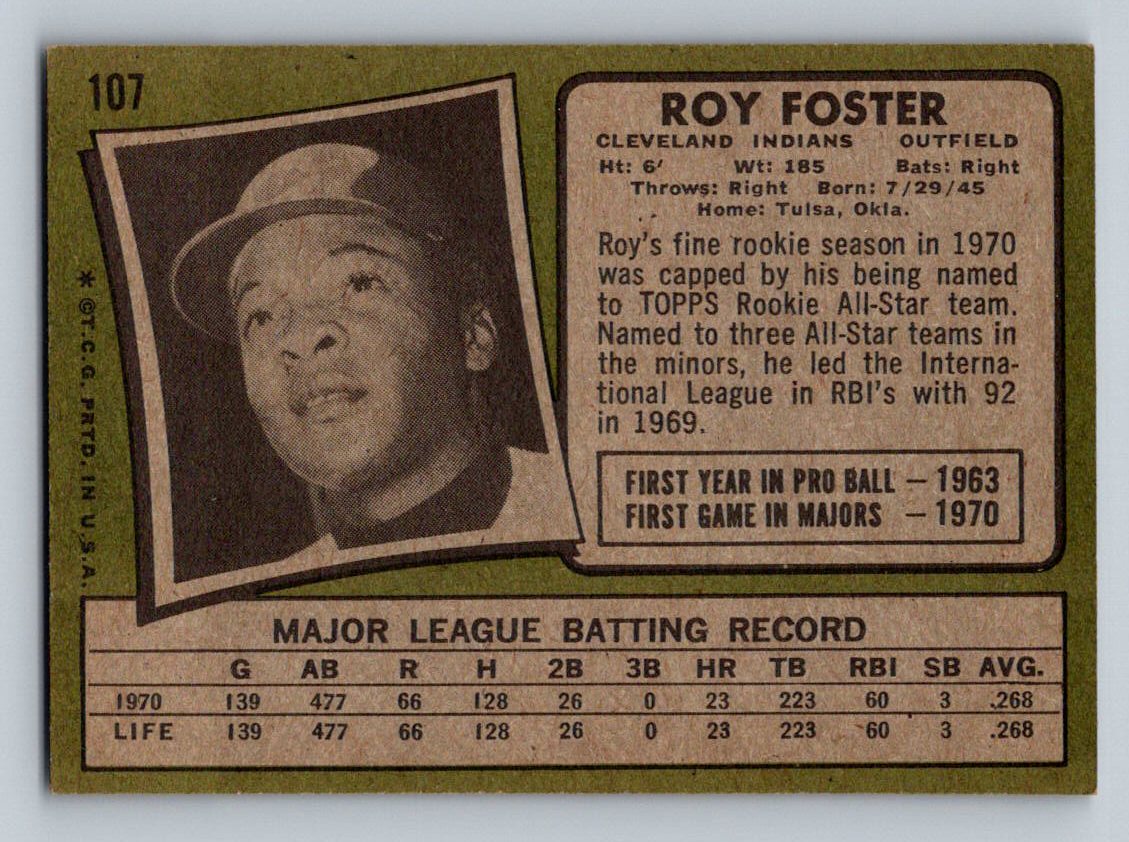 107
* ©T.C.G. PRTD. IN U.S.A.
ROY FOSTER
CLEVELAND INDIANS OUTFIELD
Ht: 6' Wt: 185 Bats: Right
Throws: Right Born: 7/29/45
Home: Tulsa, Okla.
Roy's fine rookie season in 1970
was capped by his being named
to TOPPS Rookie All-Star team.
Named to three All-Star teams in
the minors, he led the Interna-
tional League in RBI's with 92
in 1969.
FIRST YEAR IN PRO BALL — 1963
FIRST GAME IN MAJORS — 1970
MAJOR LEAGUE BATTING RECORD
G AB R H 2B 3B HR TB RBI SB AVG.
1970 139 477 66 128 26 0 23 223 60 3 .268
LIFE 139 477 66 128 26 0 23 223 60 3 .268